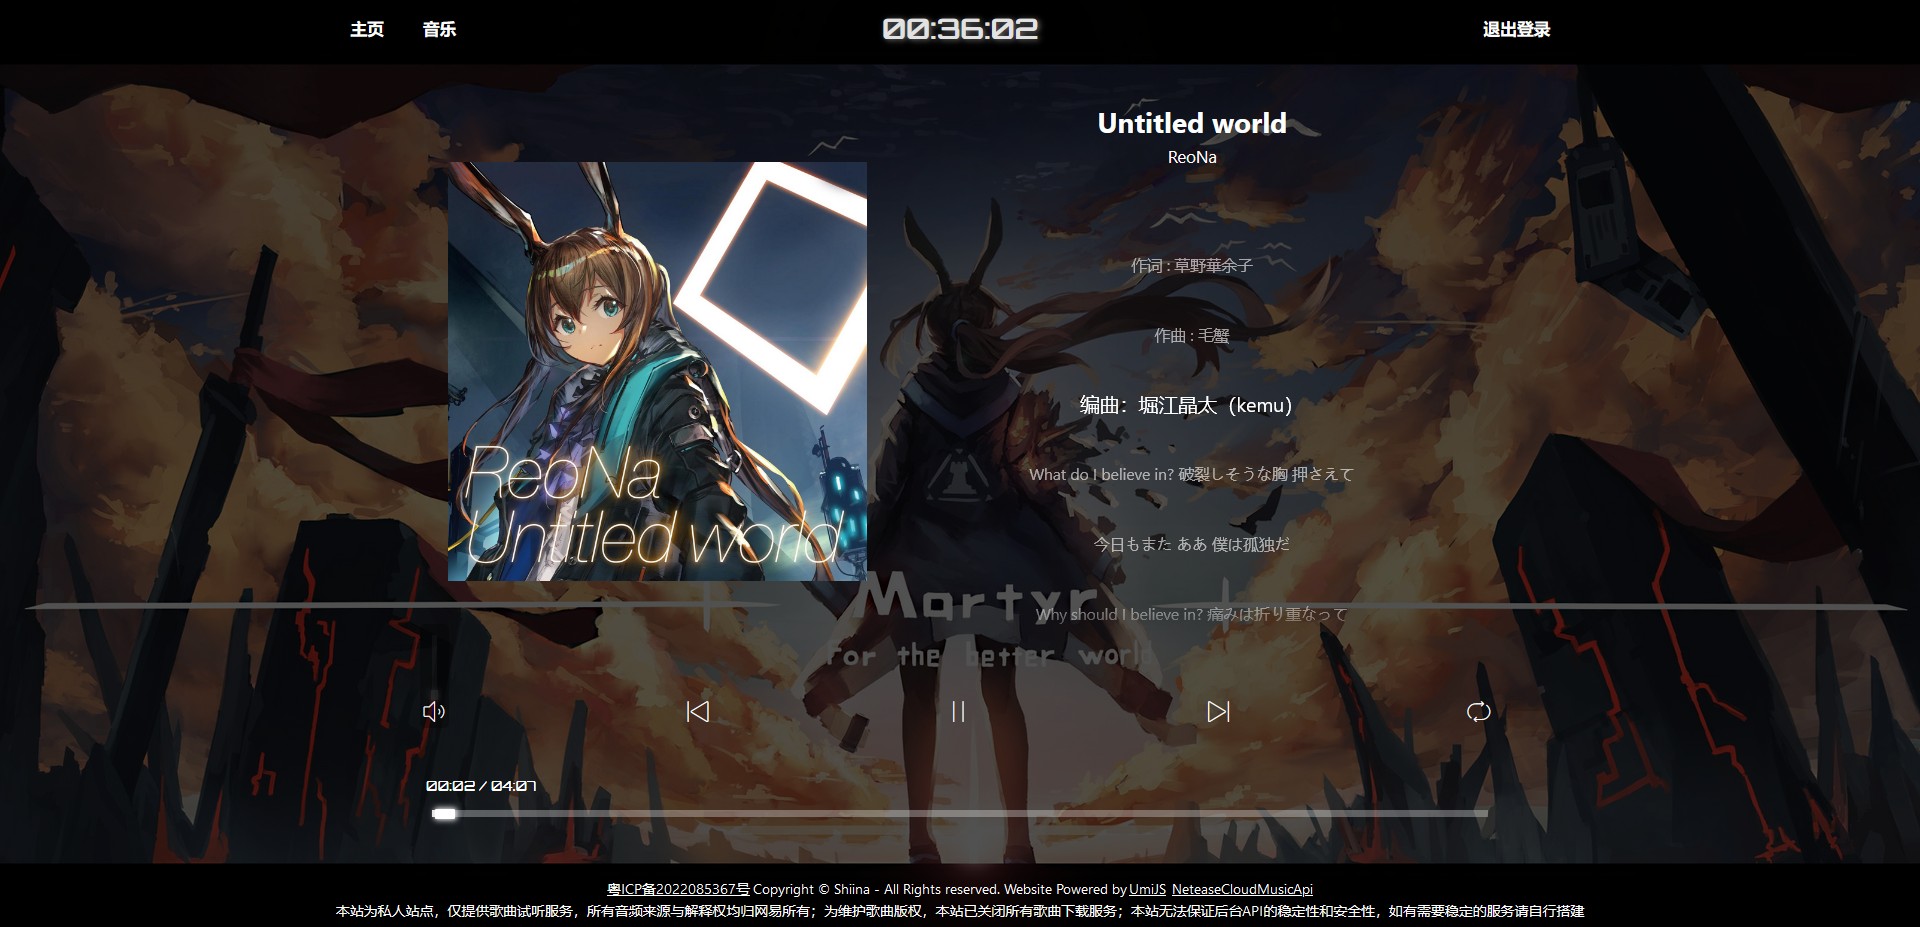 主页 音乐 00:36:02 退出登录
Untitled world
ReoNa
ReoNa
Untitled world
作词 : 草野華余子
作曲 : 毛蟹
编曲：堀江晶太（kemu）
What do I believe in? 破裂しそうな胸 押さえて
今日もまた ああ 僕は孤独だ
Why should I believe in? 痛みは折り重なって
Martyr
For the better world
00:02 / 04:07
粤ICP备2022085367号 Copyright © Shiina - All Rights reserved. Website Powered by UmiJS NeteaseCloudMusicApi
本站为私人站点，仅提供歌曲试听服务，所有音频来源与解释权均归网易所有；为维护歌曲版权，本站已关闭所有歌曲下载服务；本站无法保证后台API的稳定性和安全性，如有需要稳定的服务请自行搭建